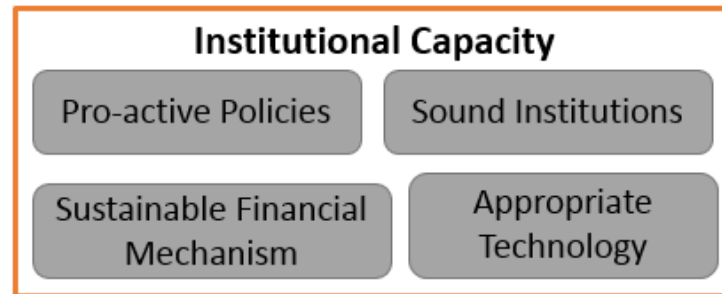 Institutional Capacity
Pro-active Policies
Sound Institutions
Sustainable Financial
Mechanism
Appropriate
Technology